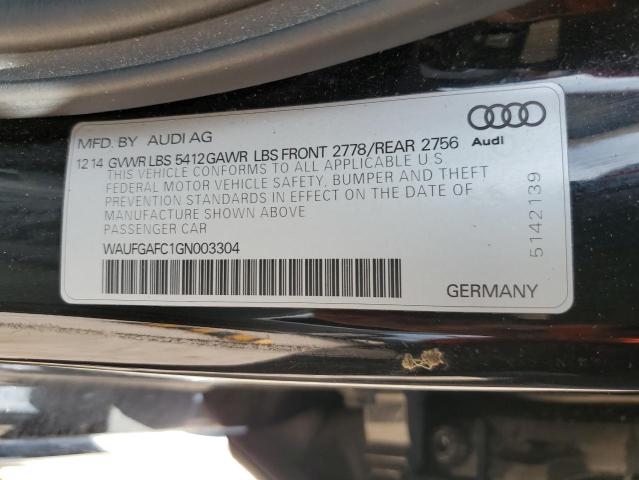 MFD. BY AUDI AG
Audi
12 14 GVWR LBS 5412 GAWR LBS FRONT 2778/REAR 2756
THIS VEHICLE CONFORMS TO ALL APPLICABLE U.S.
FEDERAL MOTOR VEHICLE SAFETY, BUMPER AND THEFT
PREVENTION STANDARDS IN EFFECT ON THE DATE OF
MANUFACTURE SHOWN ABOVE
PASSENGER CAR
WAUFGAFC1GN003304
GERMANY
5142139